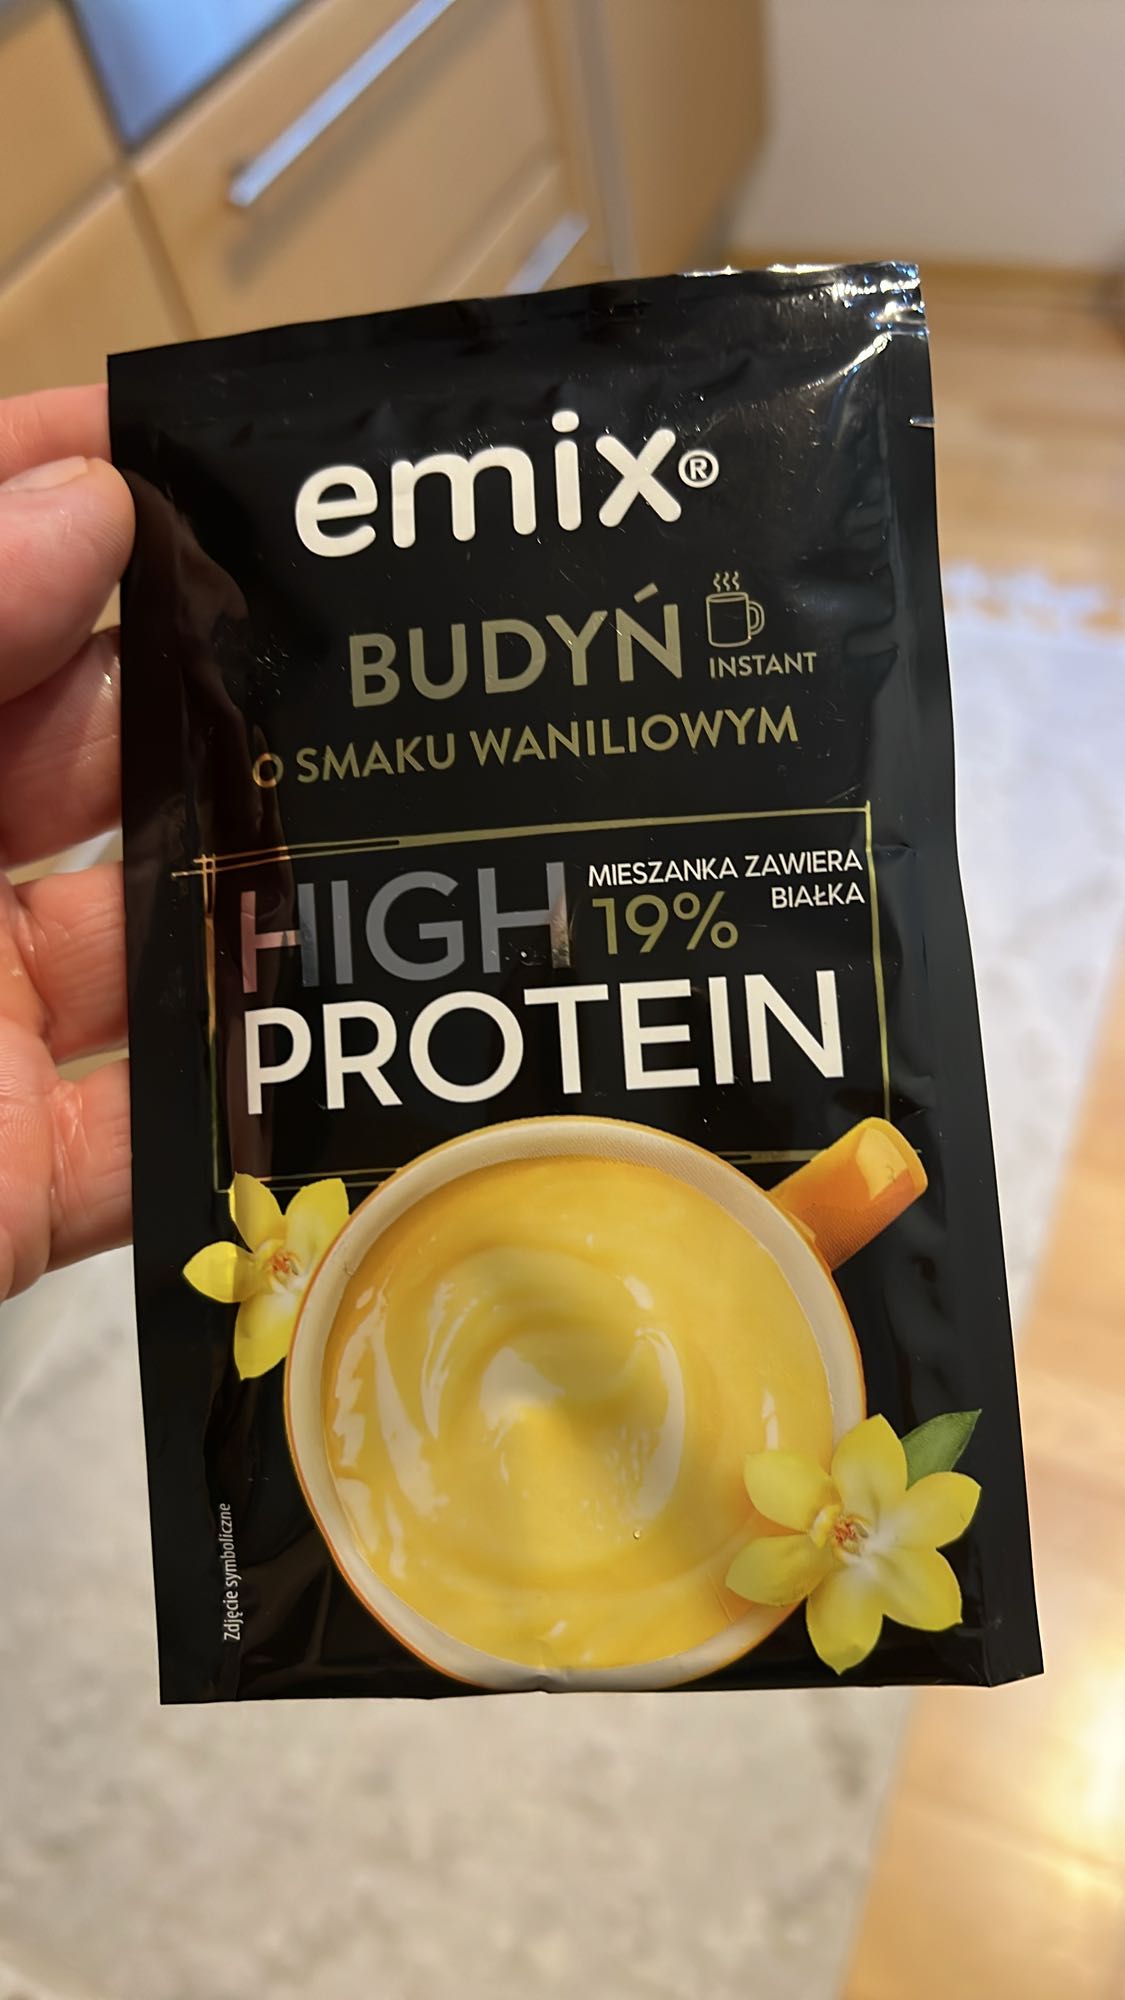 emix®
BUDYŃ
INSTANT
O SMAKU WANILIOWYM
HIGH
MIESZANKA ZAWIERA
19% BIAŁKA
PROTEIN
Zdjęcie symboliczne